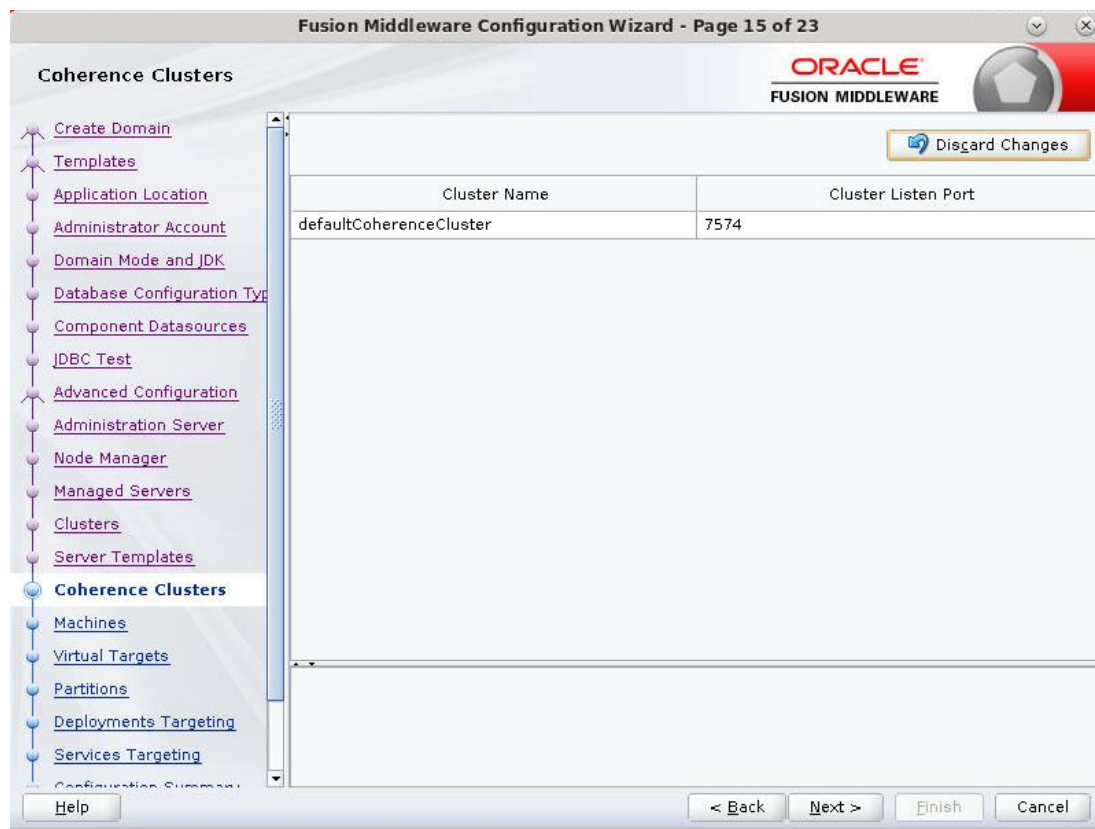 Fusion Middleware Configuration Wizard - Page 15 of 23
Coherence Clusters
ORACLE
FUSION MIDDLEWARE
Create Domain
Templates
Application Location
Administrator Account
Domain Mode and JDK
Database Configuration Typ
Component Datasources
JDBC Test
Advanced Configuration
Administration Server
Node Manager
Managed Servers
Clusters
Server Templates
Coherence Clusters
Machines
Virtual Targets
Partitions
Deployments Targeting
Services Targeting
Configuration Summary
Discard Changes
Cluster Name Cluster Listen Port
defaultCoherenceCluster 7574
Help < Back Next > Finish Cancel